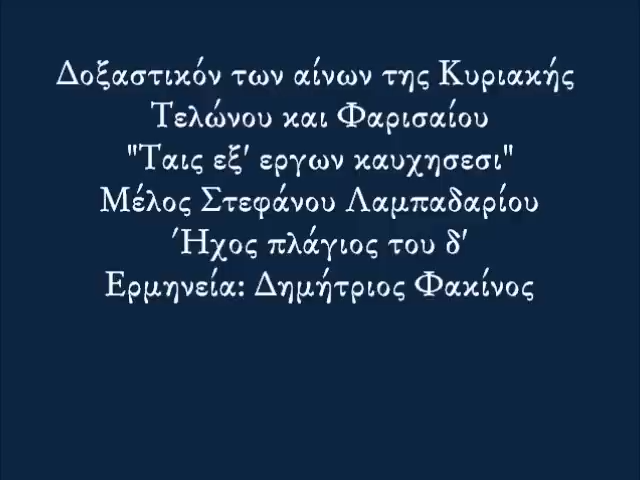 Δοξαστικόν των αίνων της Κυριακής
Τελώνου και Φαρισαίου
"Ταις εξ' εργων καυχησεσι"
Μέλος Στεφάνου Λαμπαδαρίου
Ήχος πλάγιος του δ'
Ερμηνεία: Δημήτριος Φακίνος